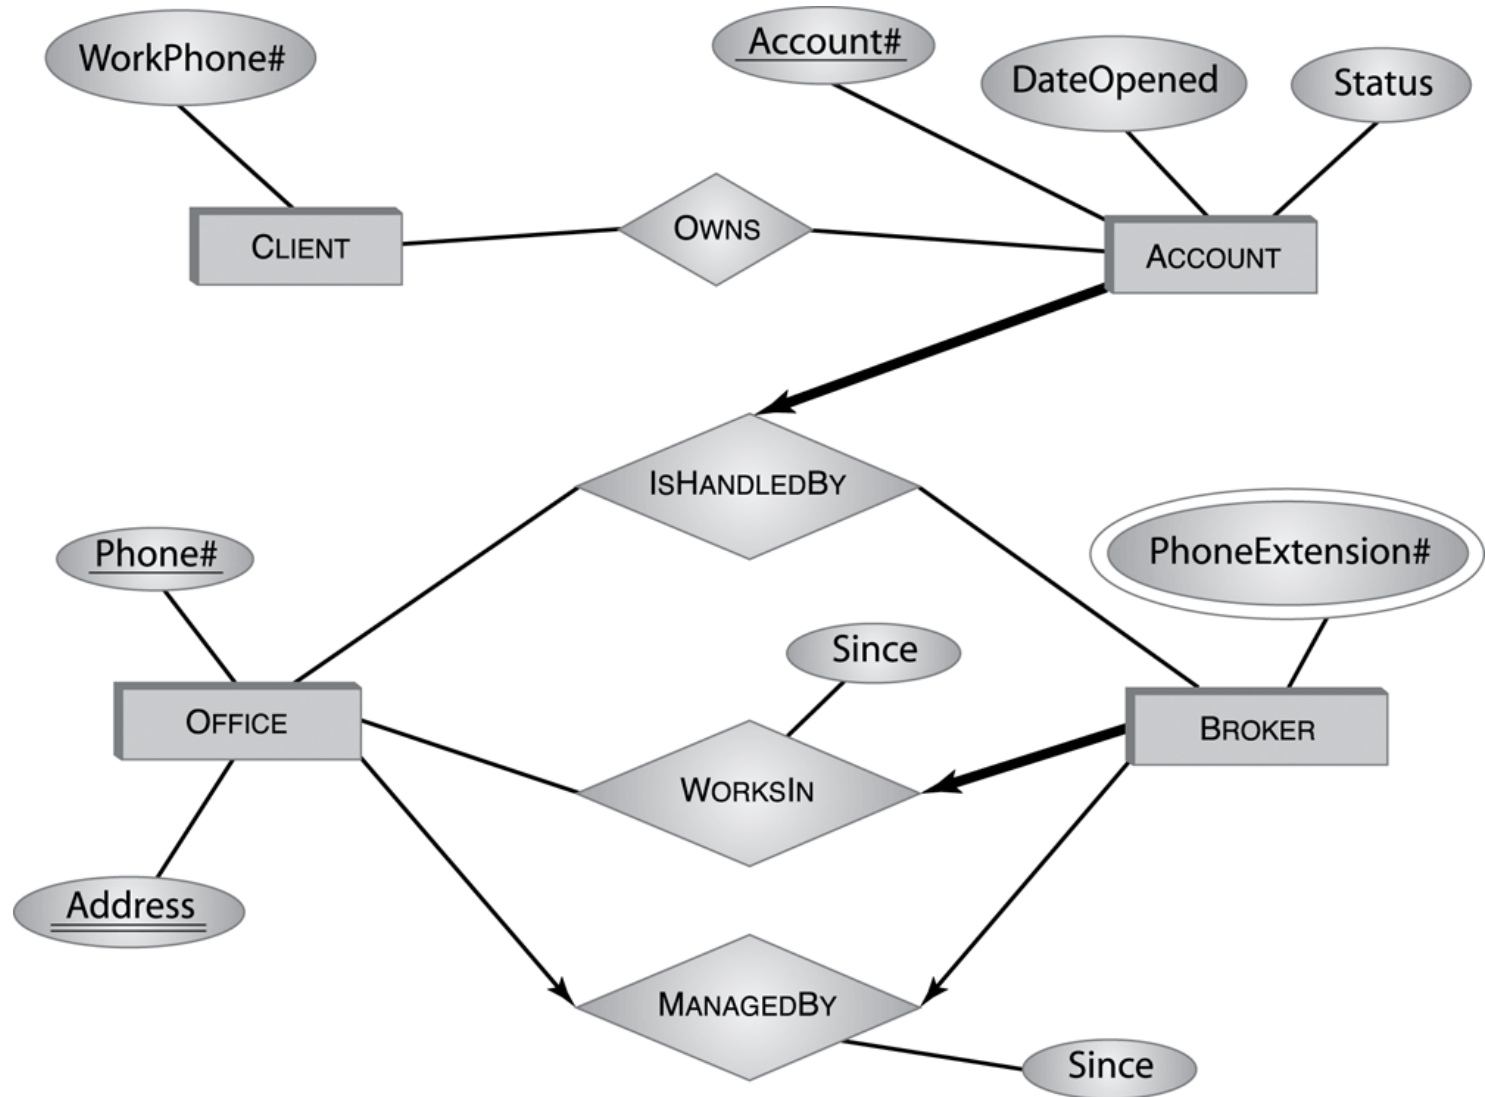 WorkPhone#
Account#
DateOpened
Status
CLIENT
OWNS
ACCOUNT
ISHANDLEDBY
Phone#
PhoneExtension#
Since
OFFICE
BROKER
WORKSIN
Address
MANAGEDBY
Since